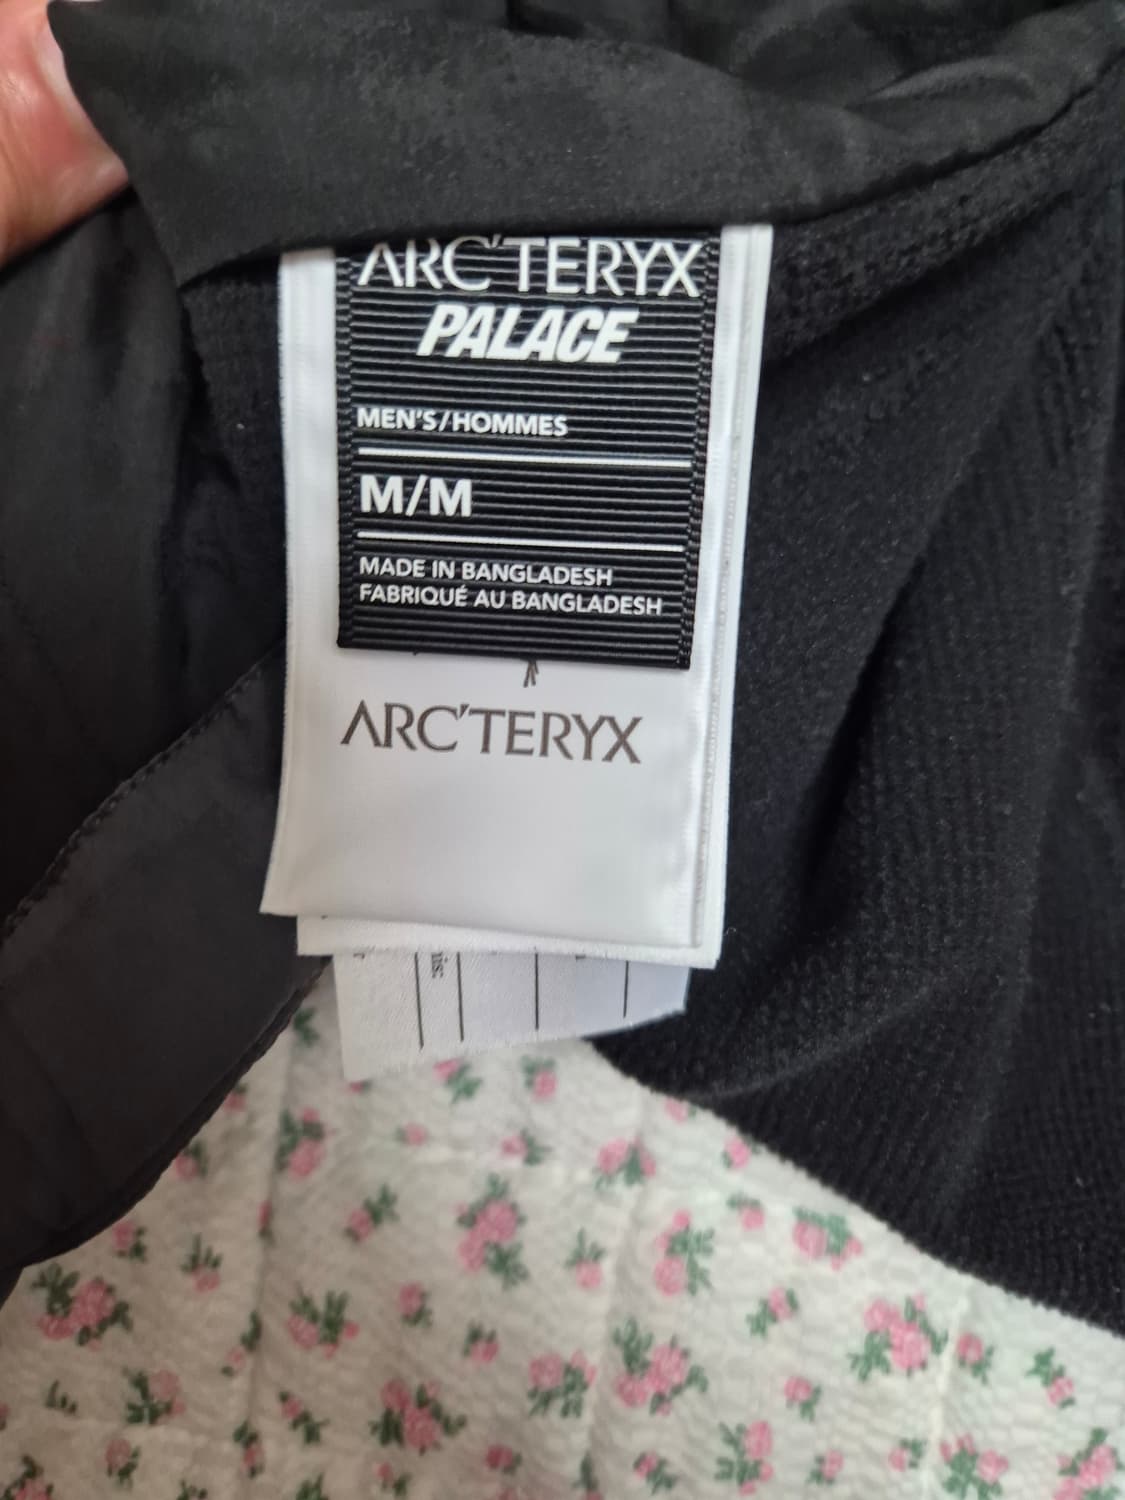 ARC'TERYX
PALACE
MEN'S/HOMMES
M/M
MADE IN BANGLADESH
FABRIQUÉ AU BANGLADESH
ARC'TERYX